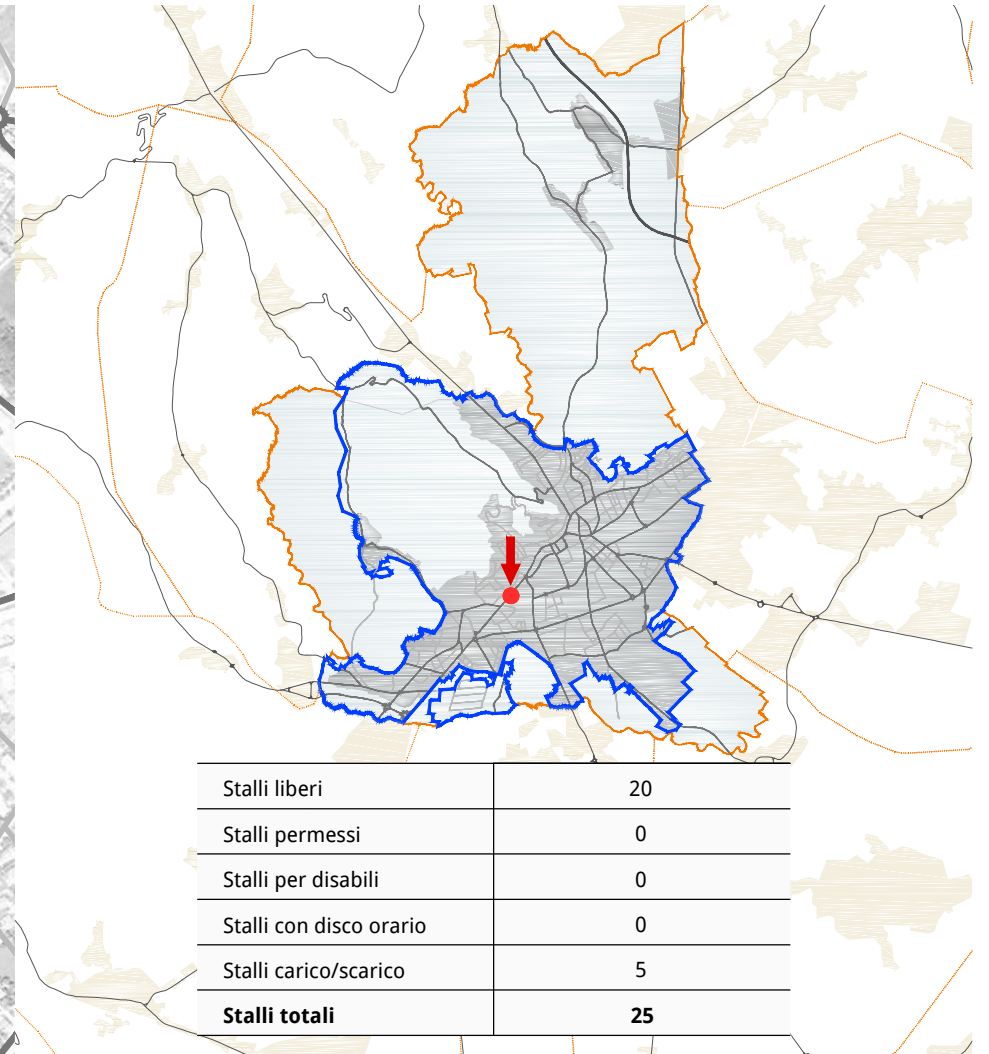 Stalli liberi 20
Stalli permessi 0
Stalli per disabili 0
Stalli con disco orario 0
Stalli carico/scarico 5
Stalli totali 25